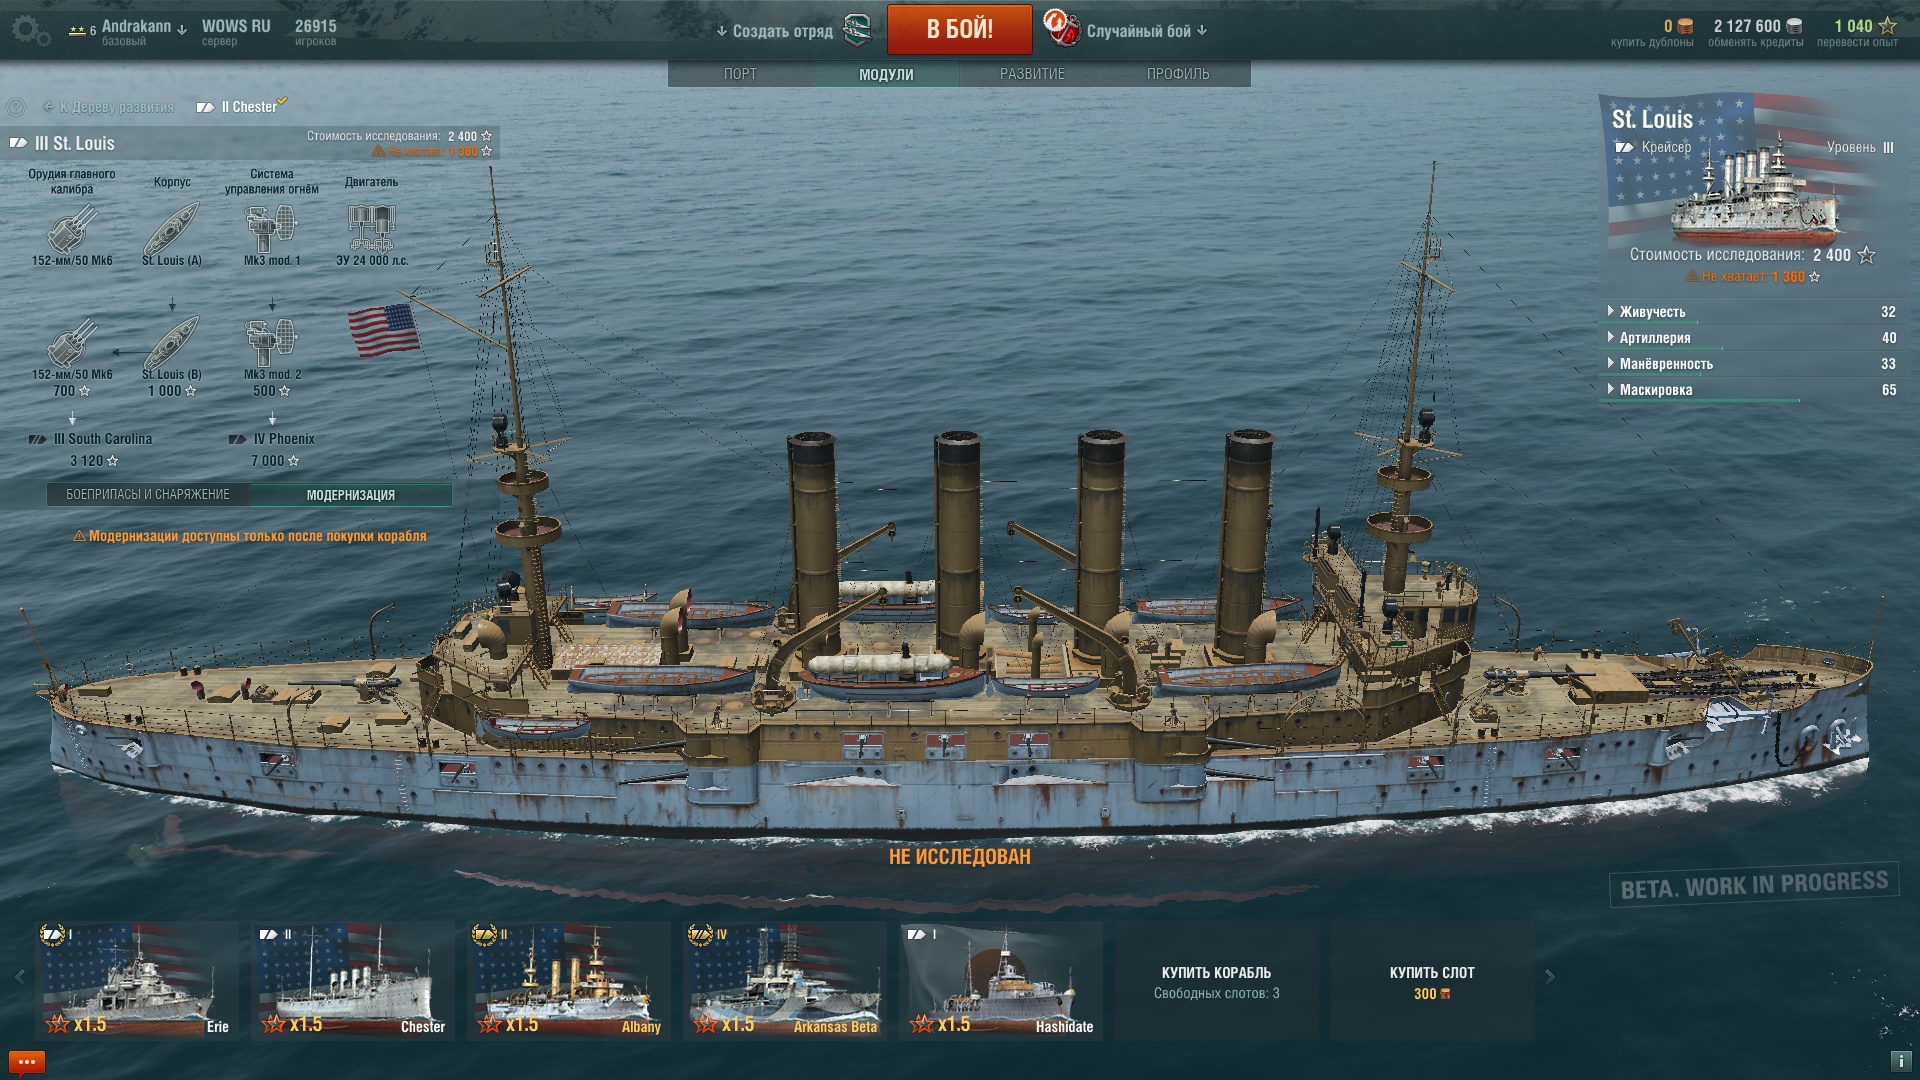 6 Andrakann
базовый
WOWS RU
сервер
26915
игроков
Создать отряд
В БОЙ!
Случайный бой
0
купить дублоны
2 127 600
обменять кредиты
1 040
перевести опыт
ПОРТ
МОДУЛИ
РАЗВИТИЕ
ПРОФИЛЬ
К Дереву развития
II Chester
III St. Louis
Стоимость исследования: 2 400
Не хватает: 1 360
Орудия главного
калибра
Корпус
Система
управления огнём
Двигатель
152-мм/50 Mk6
St. Louis (A)
Mk3 mod. 1
ЭУ 24 000 л.с.
152-мм/50 Mk6
700
St. Louis (B)
1 000
Mk3 mod. 2
500
III South Carolina
3 120
IV Phoenix
7 000
БОЕПРИПАСЫ И СНАРЯЖЕНИЕ
МОДЕРНИЗАЦИЯ
Модернизации доступны только после покупки корабля
St. Louis
Крейсер
Уровень III
Стоимость исследования: 2 400
Не хватает: 1 360
Живучесть 32
Артиллерия 40
Манёвренность 33
Маскировка 65
НЕ ИССЛЕДОВАН
BETA. WORK IN PROGRESS
I
x1.5
Erie
II
x1.5
Chester
II
x1.5
Albany
IV
x1.5
Arkansas Beta
I
x1.5
Hashidate
КУПИТЬ КОРАБЛЬ
Свободных слотов: 3
КУПИТЬ СЛОТ
300